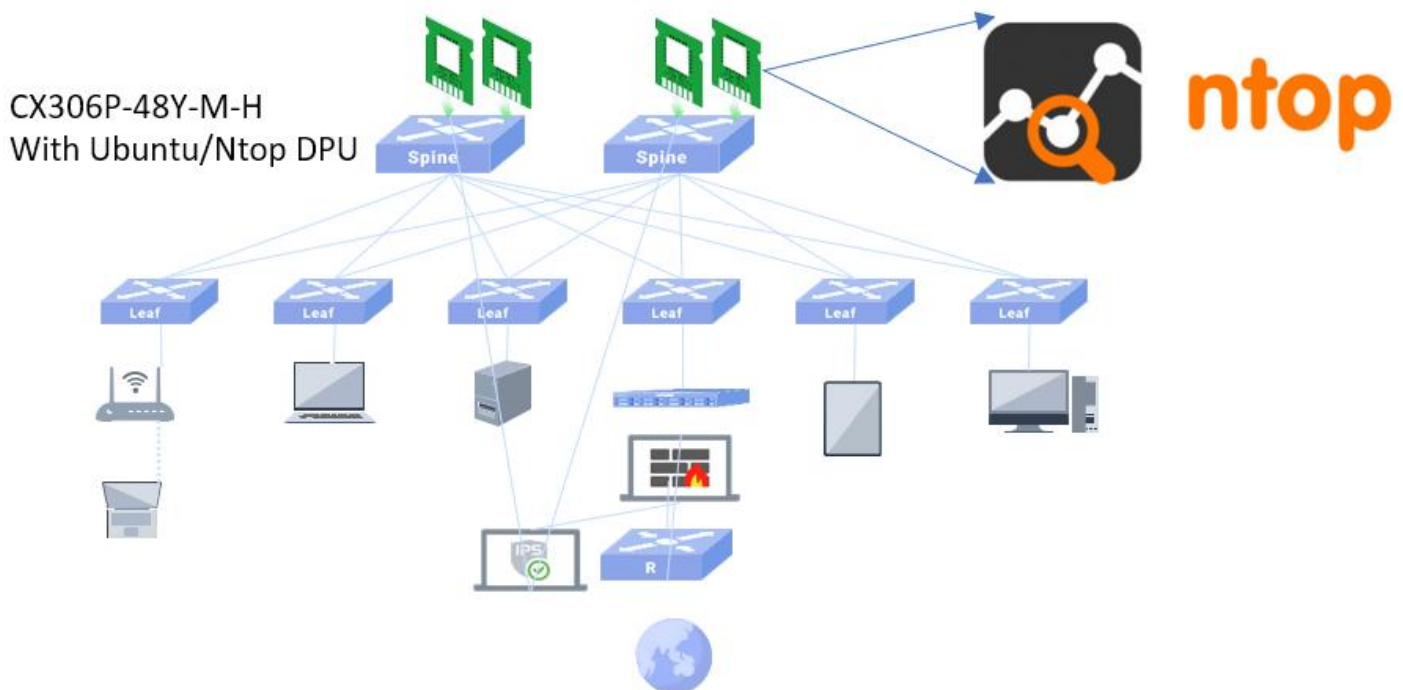 CX306P-48Y-M-H
With Ubuntu/Ntop DPU
ntop
Spine
Spine
Leaf
Leaf
Leaf
Leaf
Leaf
Leaf
IPS
R